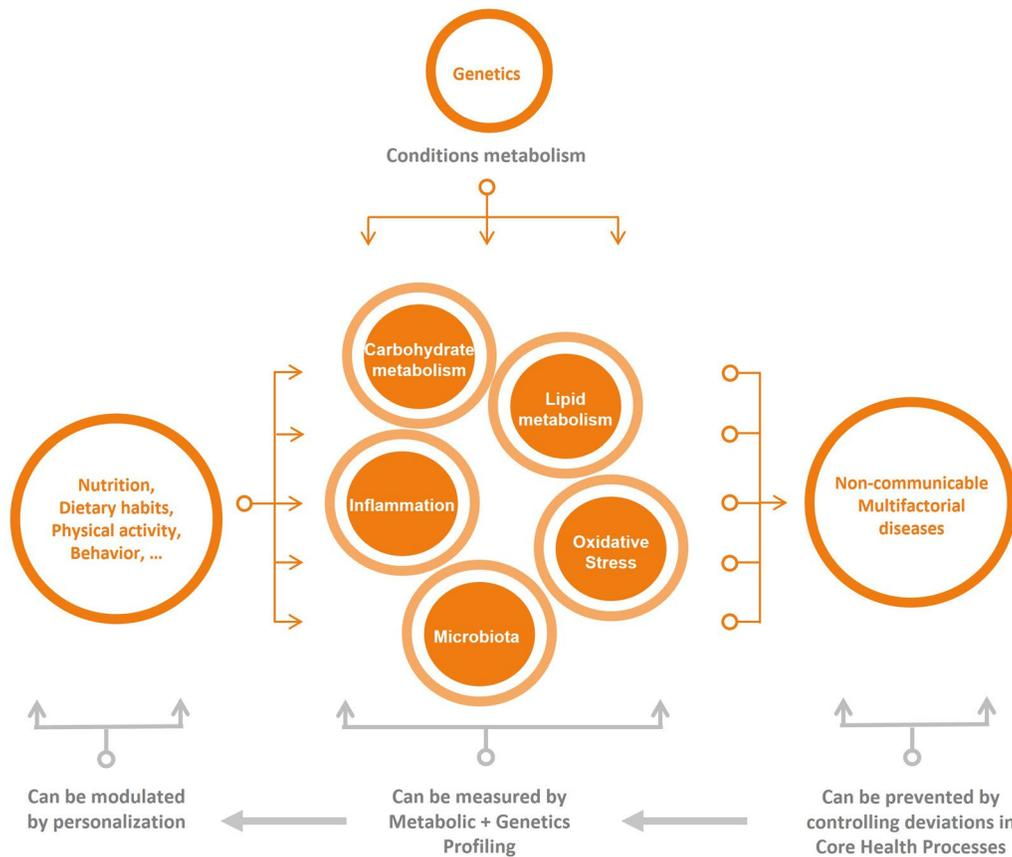 Genetics
Conditions metabolism
Carbohydrate
metabolism
Lipid
metabolism
Nutrition,
Dietary habits,
Physical activity,
Behavior, ...
Inflammation
Oxidative
Stress
Microbiota
Non-communicable
Multifactorial
diseases
Can be modulated
by personalization
Can be measured by
Metabolic + Genetics
Profiling
Can be prevented by
controlling deviations in
Core Health Processes